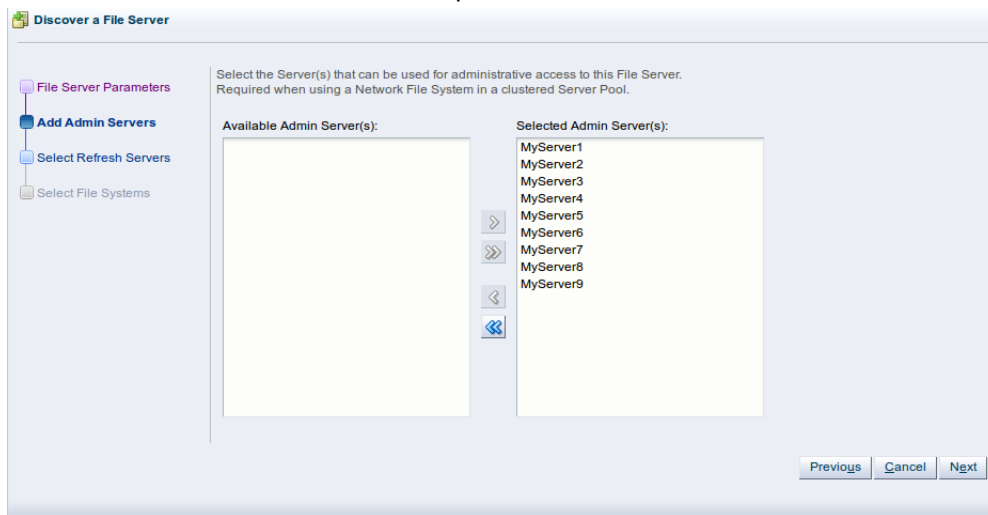 Discover a File Server
File Server Parameters
Add Admin Servers
Select Refresh Servers
Select File Systems
Select the Server(s) that can be used for administrative access to this File Server.
Required when using a Network File System in a clustered Server Pool.
Available Admin Server(s):
Selected Admin Server(s):
MyServer1
MyServer2
MyServer3
MyServer4
MyServer5
MyServer6
MyServer7
MyServer8
MyServer9
Previous
Cancel
Next